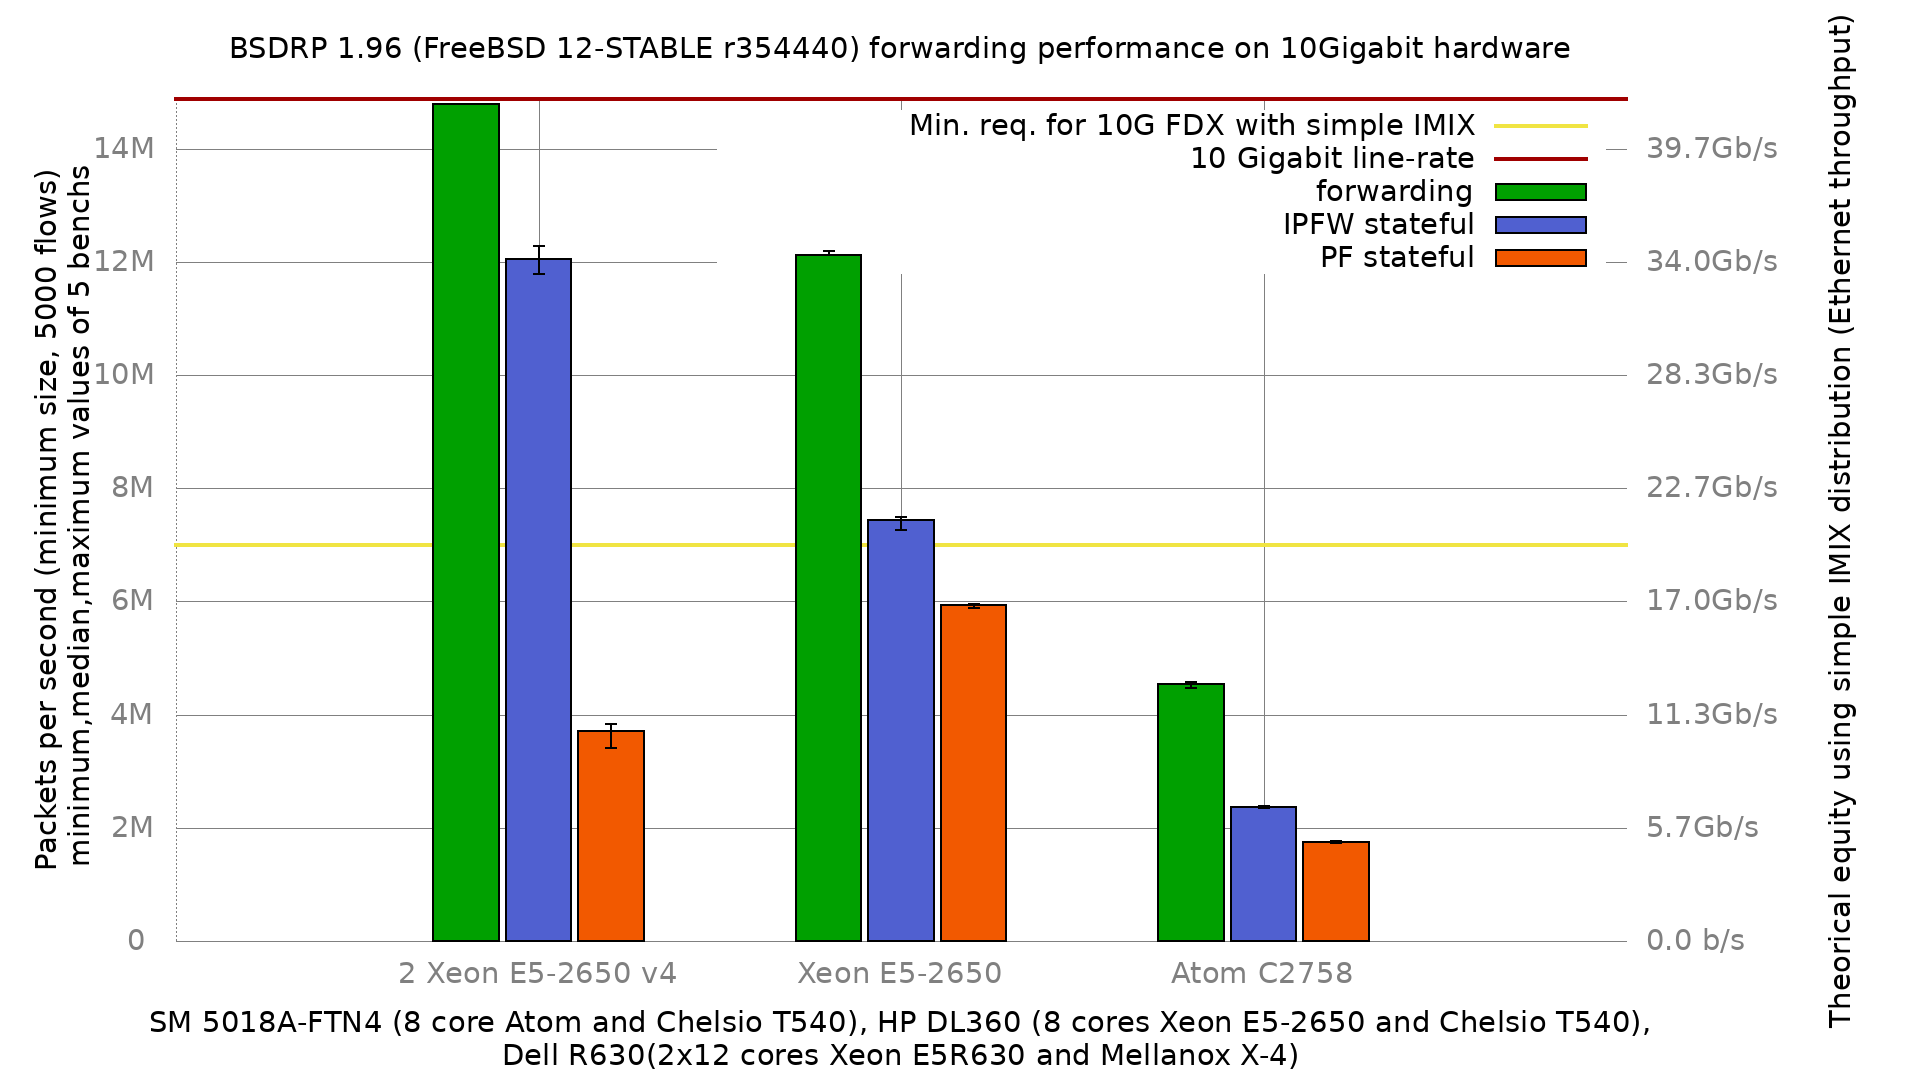 BSDRP 1.96 (FreeBSD 12-STABLE r354440) forwarding performance on 10Gigabit hardware
Min. req. for 10G FDX with simple IMIX
10 Gigabit line-rate
forwarding
IPFW stateful
PF stateful
Packets per second (minimum size, 5000 flows)
minimum,median,maximum values of 5 benchs
14M
12M
10M
8M
6M
4M
2M
0
39.7Gb/s
34.0Gb/s
28.3Gb/s
22.7Gb/s
17.0Gb/s
11.3Gb/s
5.7Gb/s
0.0 b/s
Theorical equity using simple IMIX distribution (Ethernet throughput)
2 Xeon E5-2650 v4
Xeon E5-2650
Atom C2758
SM 5018A-FTN4 (8 core Atom and Chelsio T540), HP DL360 (8 cores Xeon E5-2650 and Chelsio T540),
Dell R630(2x12 cores Xeon E5R630 and Mellanox X-4)